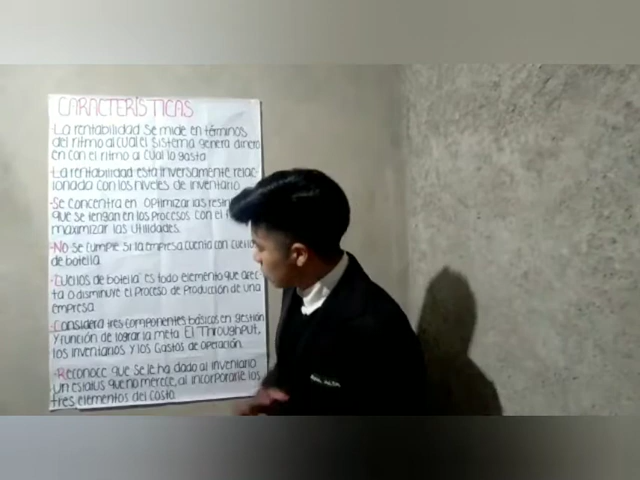 CARACTERÍSTICAS
·La rentabilidad se mide en términos
del ritmo al cual el sistema genera dinero
en con el ritmo a cual lo gasta
·La rentabilidad está inversamente relac-
ionada con los niveles de inventario
·Se concentra en optimizar las
que se tengan en los procesos con el
maximizar las utilidades.
·NO se cumple si la empresa cuenta con
de botella
·Cuellos de botella es todo elemento que
ta o disminuye el proceso de producción de una
empresa
·Considera tres componentes básicos en gestión
y función de lograr la meta El Throughput,
los inventarios y los Gastos de operación.
·Reconoce que se le ha dado al inventario
un estatus que no merece, al incorporarle los
tres elementos del costo